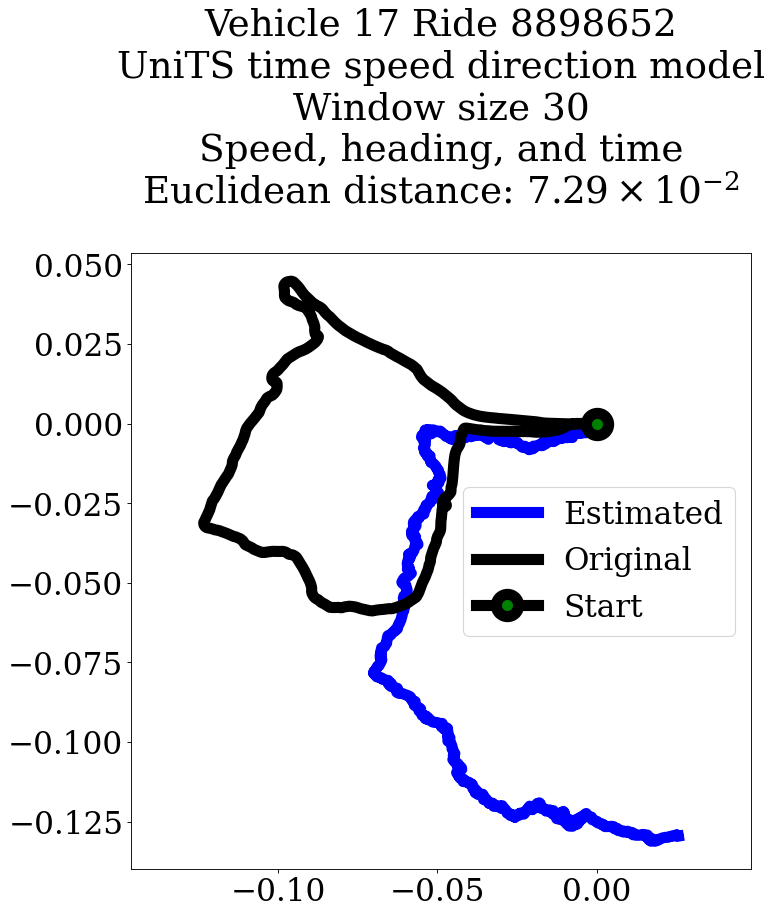 Vehicle 17 Ride 8898652
UniTS time speed direction model
Window size 30
Speed, heading, and time
Euclidean distance: 7.29 × 10⁻²
0.050
0.025
0.000
−0.025
−0.050
−0.075
−0.100
−0.125
Estimated
Original
Start
−0.10 −0.05 0.00